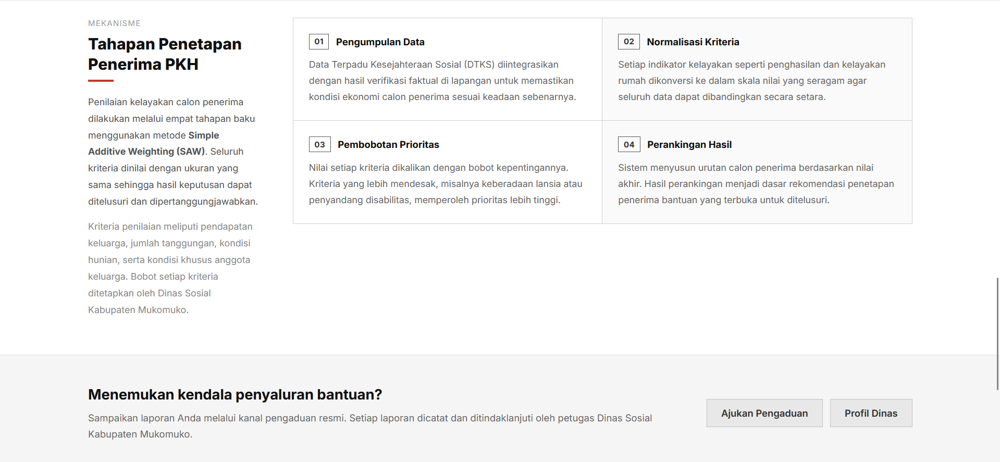 MEKANISME
Tahapan Penetapan
Penerima PKH
Penilaian kelayakan calon penerima
dilakukan melalui empat tahapan baku
menggunakan metode Simple
Additive Weighting (SAW). Seluruh
kriteria dinilai dengan ukuran yang
sama sehingga hasil keputusan dapat
ditelusuri dan dipertanggungjawabkan.
Kriteria penilaian meliputi pendapatan
keluarga, jumlah tanggungan, kondisi
hunian, serta kondisi khusus anggota
keluarga. Bobot setiap kriteria
ditetapkan oleh Dinas Sosial
Kabupaten Mukomuko.
01 Pengumpulan Data
Data Terpadu Kesejahteraan Sosial (DTKS) diintegrasikan
dengan hasil verifikasi faktual di lapangan untuk memastikan
kondisi ekonomi calon penerima sesuai keadaan sebenarnya.
02 Normalisasi Kriteria
Setiap indikator kelayakan seperti penghasilan dan kelayakan
rumah dikonversi ke dalam skala nilai yang seragam agar
seluruh data dapat dibandingkan secara setara.
03 Pembobotan Prioritas
Nilai setiap kriteria dikalikan dengan bobot kepentingannya.
Kriteria yang lebih mendesak, misalnya keberadaan lansia atau
penyandang disabilitas, memperoleh prioritas lebih tinggi.
04 Perankingan Hasil
Sistem menyusun urutan calon penerima berdasarkan nilai
akhir. Hasil perankingan menjadi dasar rekomendasi penetapan
penerima bantuan yang terbuka untuk ditelusuri.
Menemukan kendala penyaluran bantuan?
Sampaikan laporan Anda melalui kanal pengaduan resmi. Setiap laporan dicatat dan ditindaklanjuti oleh petugas Dinas Sosial
Kabupaten Mukomuko.
Ajukan Pengaduan
Profil Dinas